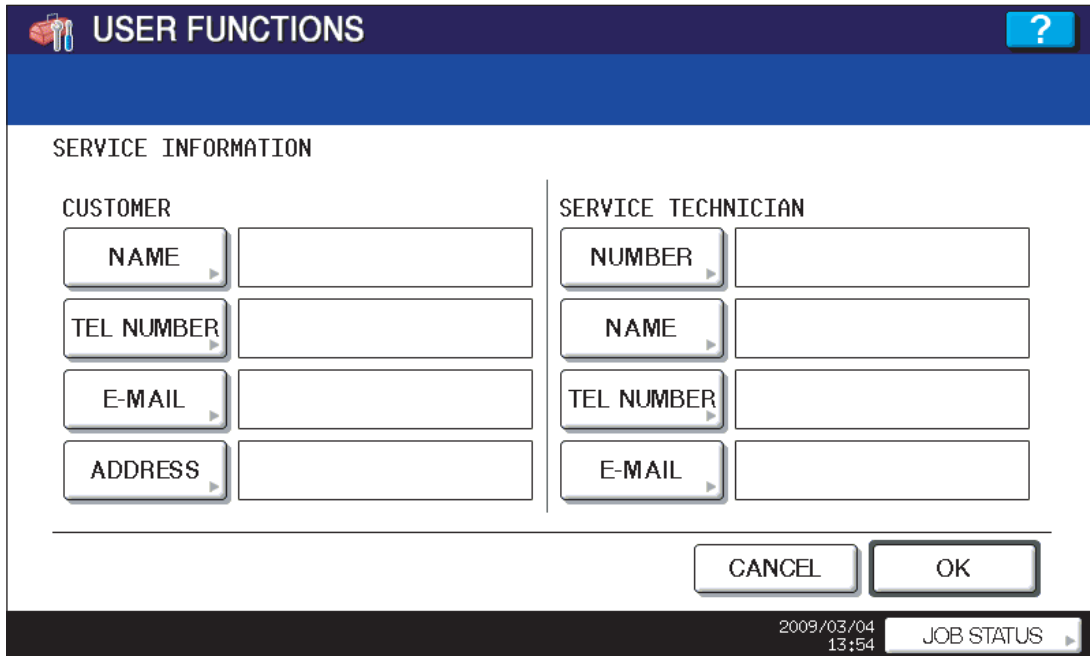 USER FUNCTIONS
?
SERVICE INFORMATION
CUSTOMER
NAME
TEL NUMBER
E-MAIL
ADDRESS
SERVICE TECHNICIAN
NUMBER
NAME
TEL NUMBER
E-MAIL
CANCEL
OK
2009/03/04
13:54
JOB STATUS